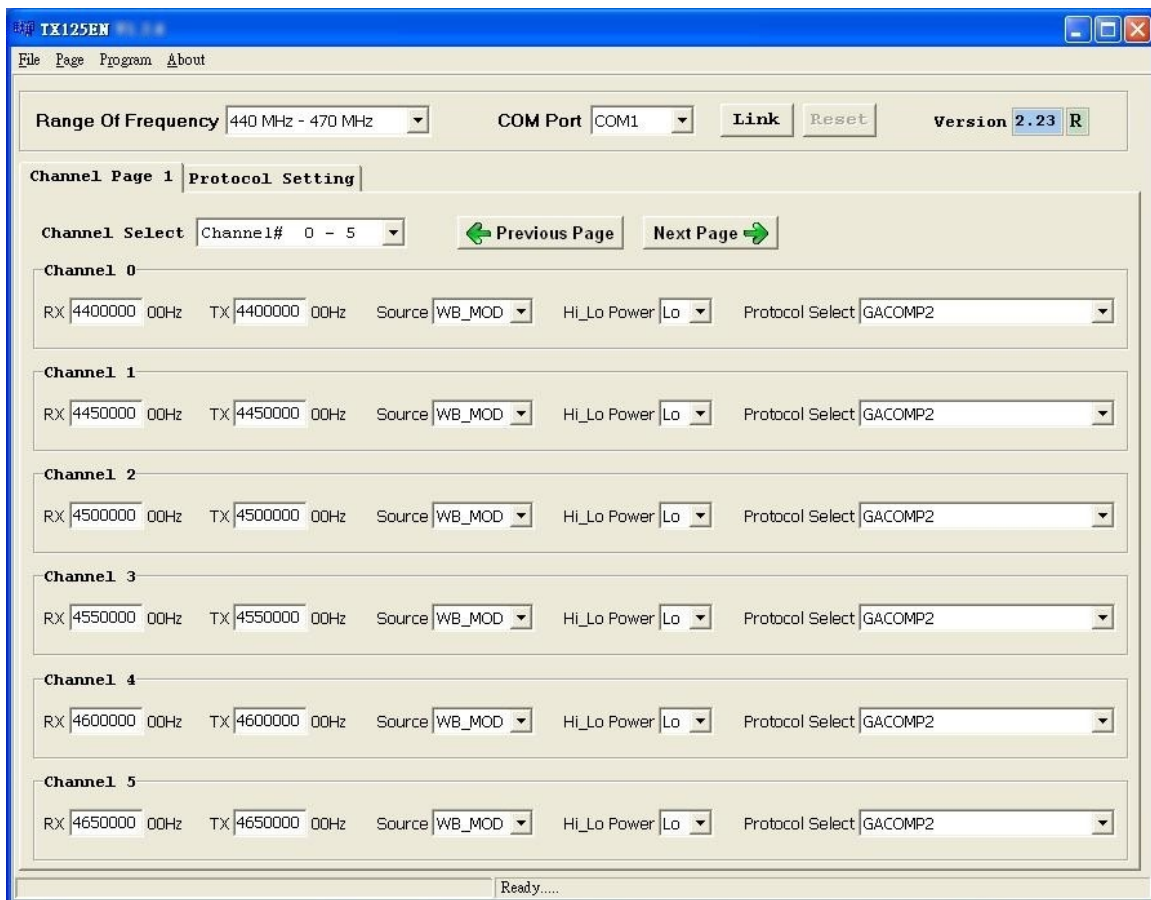 TX125EN
File Page Program About
Range Of Frequency 440 MHz - 470 MHz COM Port COM1 Link Reset Version 2.23 R
Channel Page 1 Protocol Setting
Channel Select Channel# 0 - 5 Previous Page Next Page
Channel 0
RX 4400000 00Hz TX 4400000 00Hz Source WB_MOD Hi_Lo Power Lo Protocol Select GACOMP2
Channel 1
RX 4450000 00Hz TX 4450000 00Hz Source WB_MOD Hi_Lo Power Lo Protocol Select GACOMP2
Channel 2
RX 4500000 00Hz TX 4500000 00Hz Source WB_MOD Hi_Lo Power Lo Protocol Select GACOMP2
Channel 3
RX 4550000 00Hz TX 4550000 00Hz Source WB_MOD Hi_Lo Power Lo Protocol Select GACOMP2
Channel 4
RX 4600000 00Hz TX 4600000 00Hz Source WB_MOD Hi_Lo Power Lo Protocol Select GACOMP2
Channel 5
RX 4650000 00Hz TX 4650000 00Hz Source WB_MOD Hi_Lo Power Lo Protocol Select GACOMP2
Ready.....